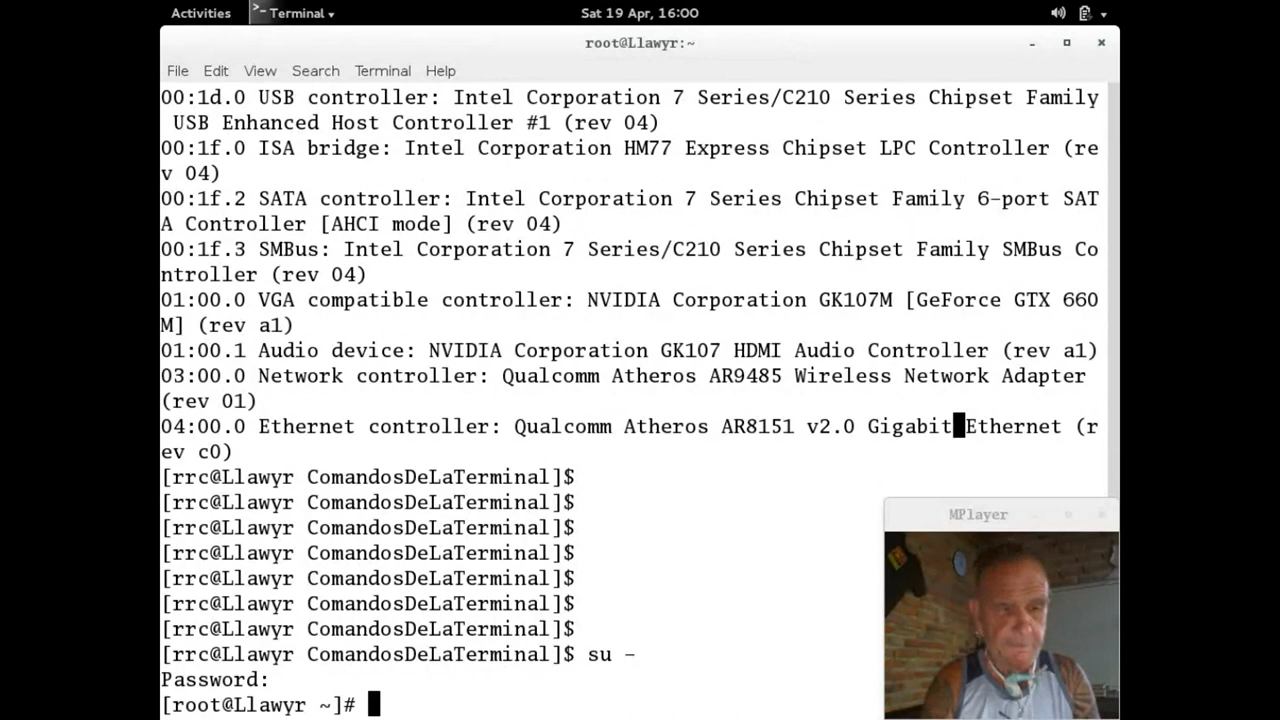 Activities Terminal Sat 19 Apr, 16:00
root@Llawyr:~
File Edit View Search Terminal Help
00:1d.0 USB controller: Intel Corporation 7 Series/C210 Series Chipset Family
USB Enhanced Host Controller #1 (rev 04)
00:1f.0 ISA bridge: Intel Corporation HM77 Express Chipset LPC Controller (re
v 04)
00:1f.2 SATA controller: Intel Corporation 7 Series Chipset Family 6-port SAT
A Controller [AHCI mode] (rev 04)
00:1f.3 SMBus: Intel Corporation 7 Series/C210 Series Chipset Family SMBus Co
ntroller (rev 04)
01:00.0 VGA compatible controller: NVIDIA Corporation GK107M [GeForce GTX 660
M] (rev a1)
01:00.1 Audio device: NVIDIA Corporation GK107 HDMI Audio Controller (rev a1)
03:00.0 Network controller: Qualcomm Atheros AR9485 Wireless Network Adapter
(rev 01)
04:00.0 Ethernet controller: Qualcomm Atheros AR8151 v2.0 Gigabit Ethernet (r
ev c0)
[rrc@Llawyr ComandosDeLaTerminal]$
[rrc@Llawyr ComandosDeLaTerminal]$
[rrc@Llawyr ComandosDeLaTerminal]$
[rrc@Llawyr ComandosDeLaTerminal]$
[rrc@Llawyr ComandosDeLaTerminal]$
[rrc@Llawyr ComandosDeLaTerminal]$
[rrc@Llawyr ComandosDeLaTerminal]$
[rrc@Llawyr ComandosDeLaTerminal]$ su -
Password:
[root@Llawyr ~]#
MPlayer